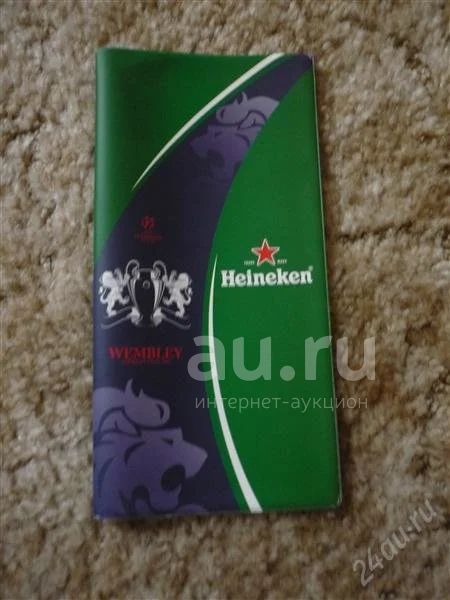 Heineken
WEMBLEY
au.ru
интернет-аукцион
24au.ru